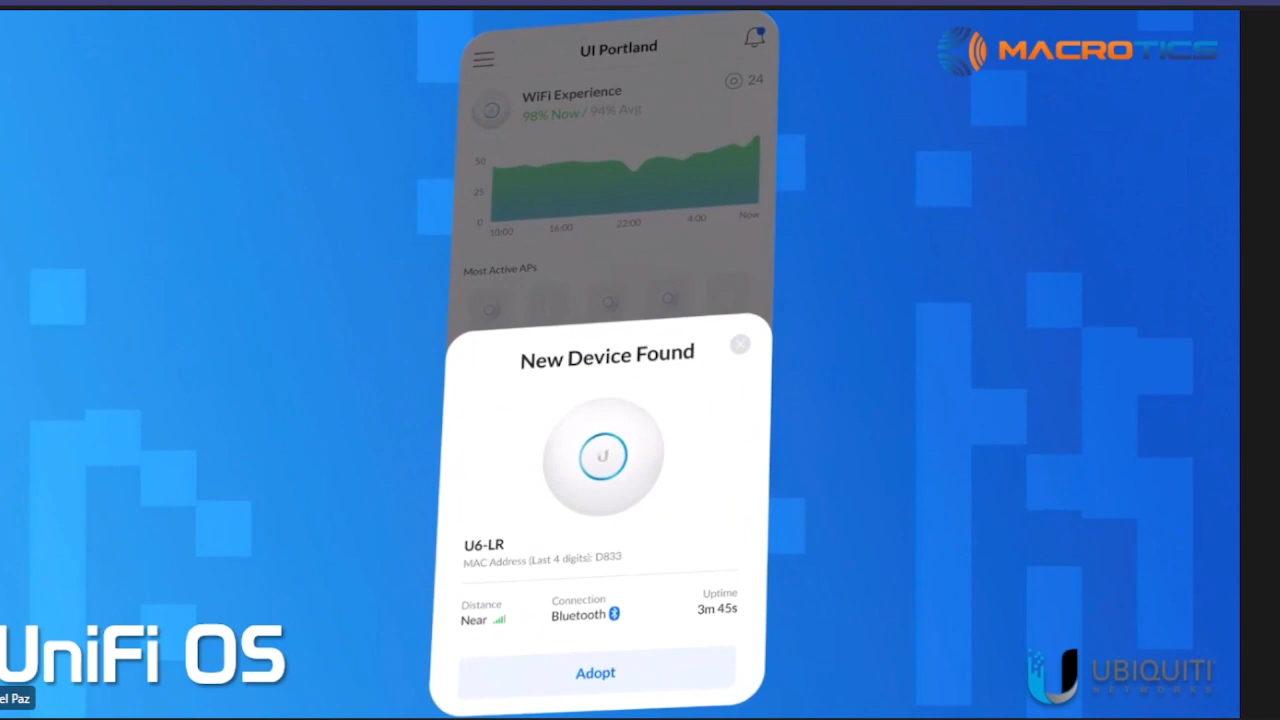 UI Portland
MACROTICS
WiFi Experience
24
98% Now / 94% Avg
50
25
0
10:00
16:00
22:00
4:00
Now
Most Active APs
New Device Found
U6-LR
MAC Address (Last 4 digits): D833
Distance
Connection
Uptime
Near
Bluetooth
3m 45s
Adopt
UniFi OS
el Paz
UBIQUITI
NETWORKS